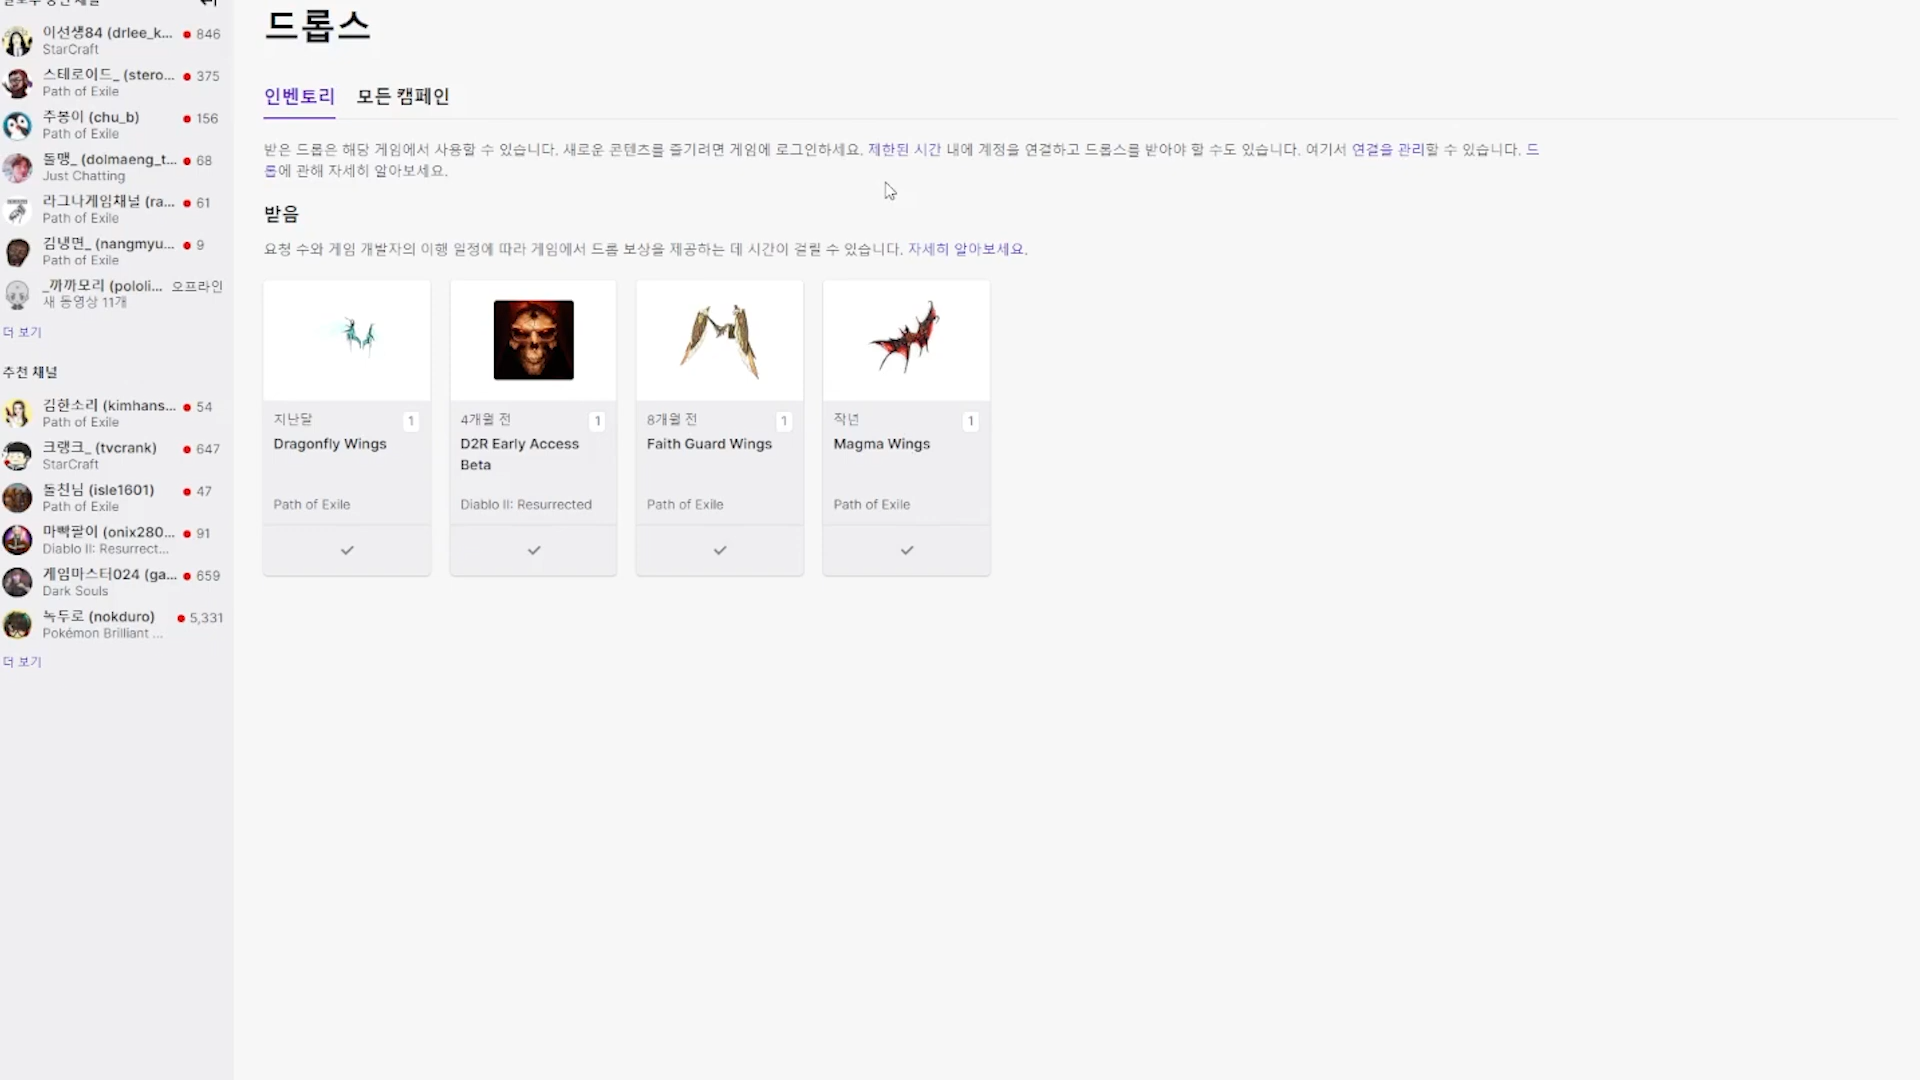 이선생84 (drlee_k... 846
StarCraft
스테로이드_ (stero... 375
Path of Exile
추봉이 (chu_b) 156
Path of Exile
돌맹_ (dolmaeng_t... 68
Just Chatting
라그나게임채널 (ra... 61
Path of Exile
김냉면_ (nangmyu... 9
Path of Exile
_까까모리 (pololi... 오프라인
새 동영상 11개
더 보기
추천 채널
김한소리 (kimhans... 54
Path of Exile
크랭크_ (tvcrank) 647
StarCraft
돌친님 (isle1601) 47
Path of Exile
마빡팔이 (onix280... 91
Diablo II: Resurrect...
게임마스터024 (ga... 659
Dark Souls
녹두로 (nokduro) 5,331
Pokémon Brilliant ...
더 보기
드롭스
인벤토리 모든 캠페인
받은 드롭은 해당 게임에서 사용할 수 있습니다. 새로운 콘텐츠를 즐기려면 게임에 로그인하세요. 제한된 시간 내에 계정을 연결하고 드롭스를 받아야 할 수도 있습니다. 여기서 연결을 관리할 수 있습니다. 드
롭에 관해 자세히 알아보세요.
받음
요청 수와 게임 개발자의 이행 일정에 따라 게임에서 드롭 보상을 제공하는 데 시간이 걸릴 수 있습니다. 자세히 알아보세요.
지난달 1
Dragonfly Wings
Path of Exile
4개월 전 1
D2R Early Access
Beta
Diablo II: Resurrected
8개월 전 1
Faith Guard Wings
Path of Exile
작년 1
Magma Wings
Path of Exile